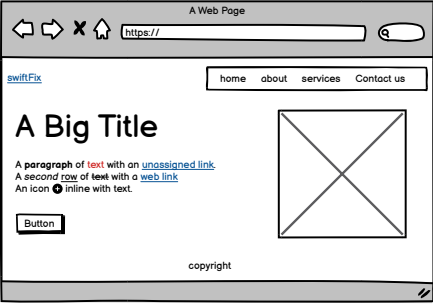 A Web Page
https://
swiftFix
home about services Contact us
A Big Title
A paragraph of text with an unassigned link.
A second row of text with a web link
An icon inline with text.
Button
copyright